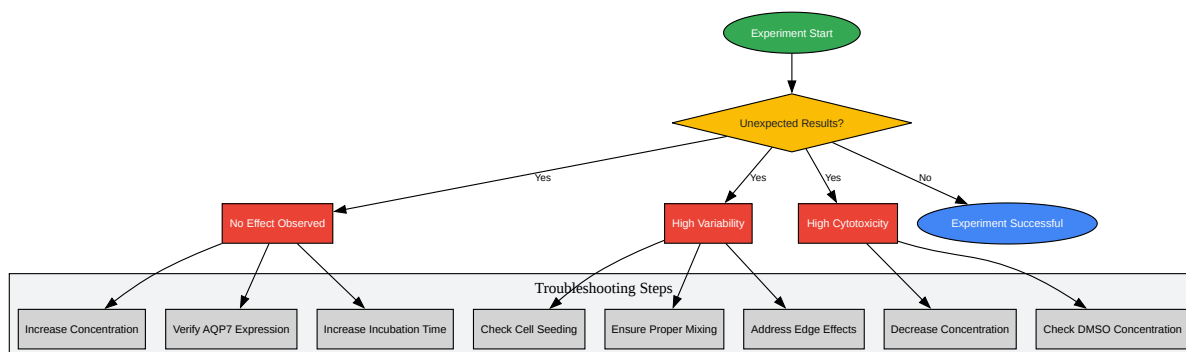 Experiment Start
Unexpected Results?
Yes
Yes
Yes
No
No Effect Observed
High Variability
High Cytotoxicity
Experiment Successful
Troubleshooting Steps
Increase Concentration
Verify AQP7 Expression
Increase Incubation Time
Check Cell Seeding
Ensure Proper Mixing
Address Edge Effects
Decrease Concentration
Check DMSO Concentration